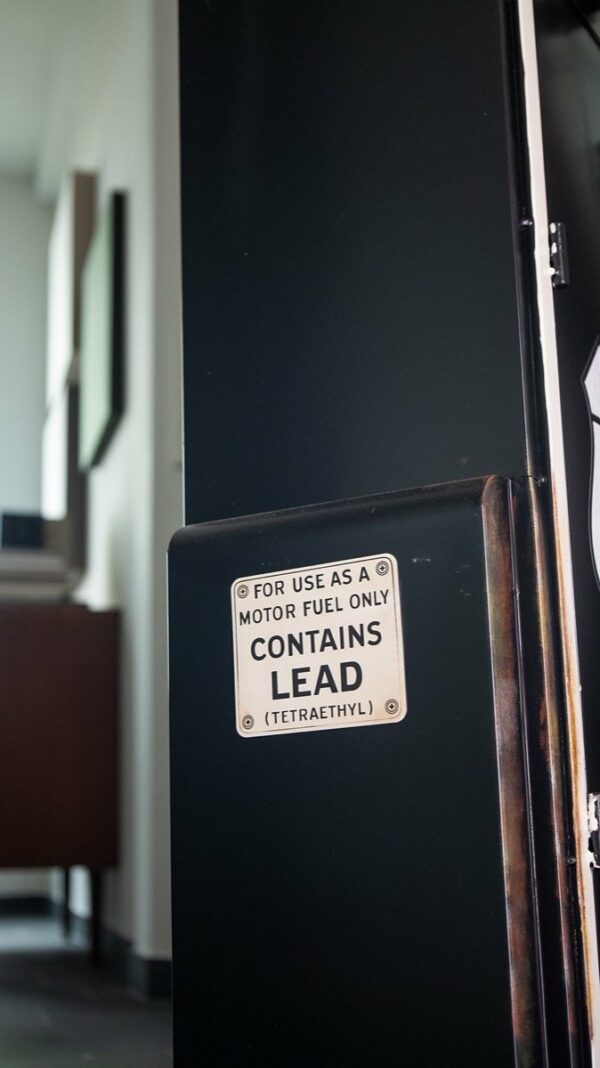 FOR USE AS A
MOTOR FUEL ONLY
CONTAINS
LEAD
(TETRAETHYL)